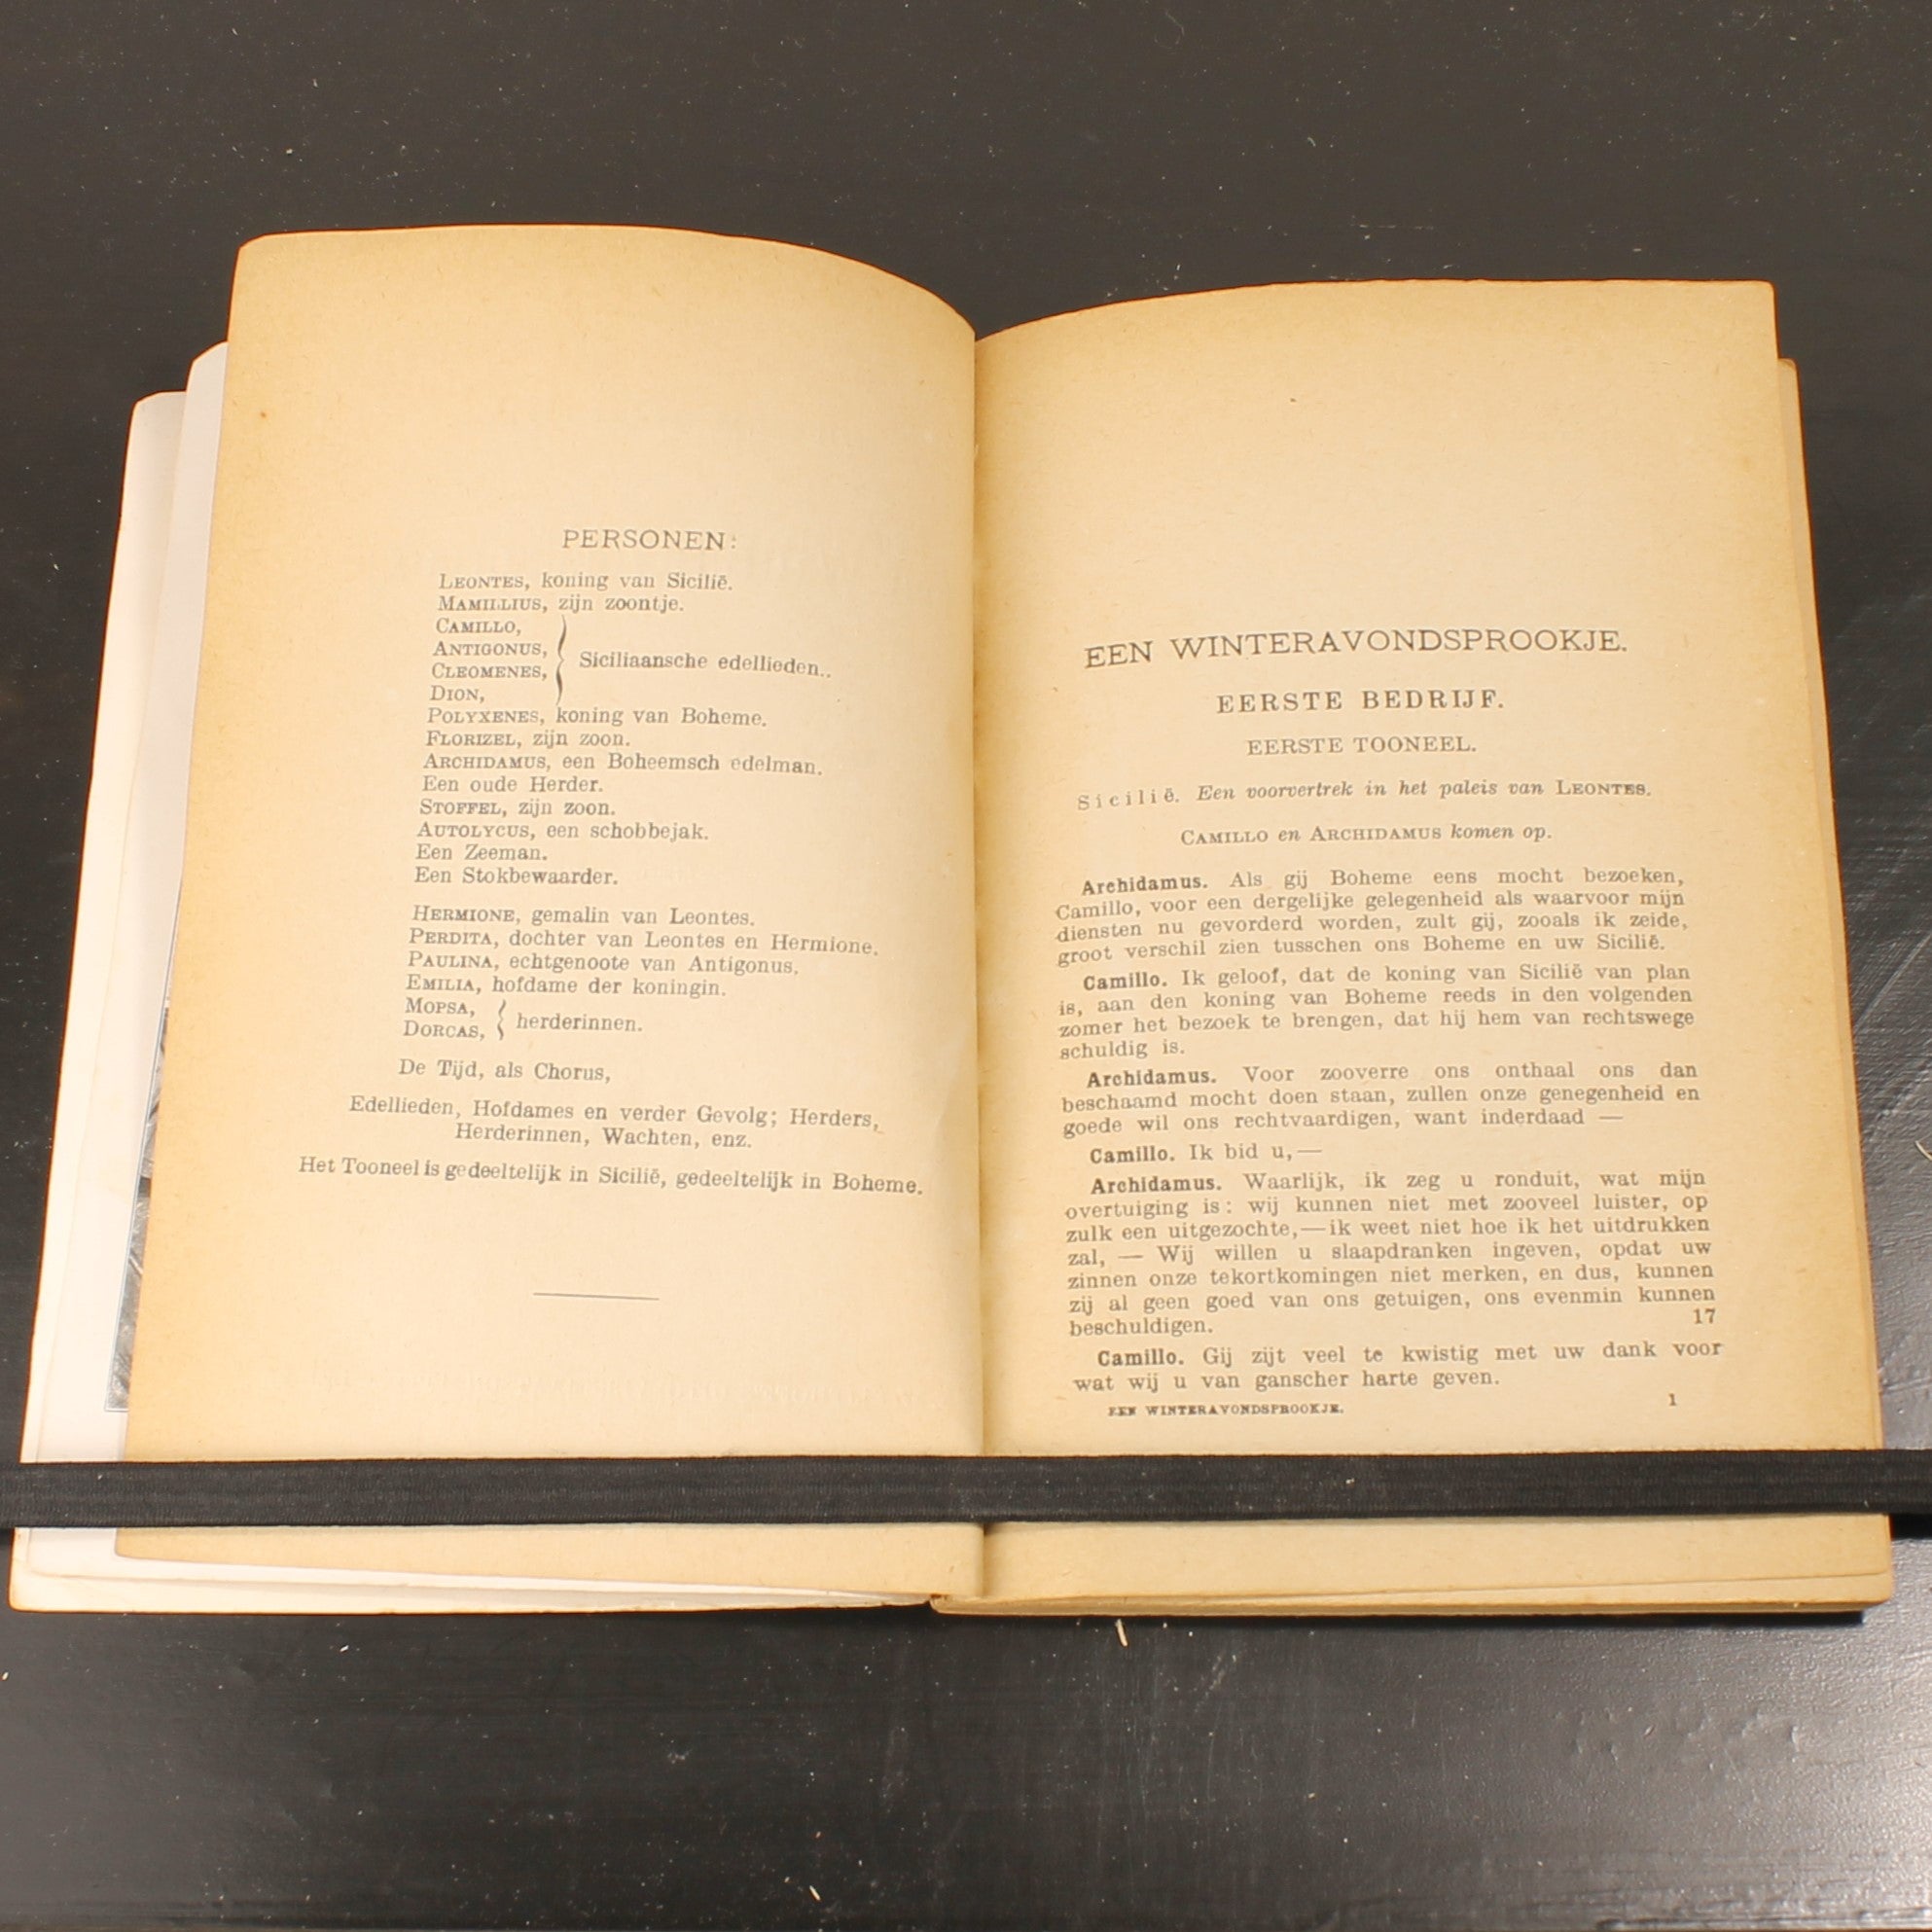 PERSONEN:
LEONTES, koning van Sicilië.
MAMILLIUS, zijn zoontje.
CAMILLO,
ANTIGONUS,
CLEOMENES,
DION,
Siciliaansche edellieden..
POLYXENES, koning van Boheme.
FLORIZEL, zijn zoon.
ARCHIDAMUS, een Boheemsch edelman.
Een oude Herder.
STOFFEL, zijn zoon.
AUTOLYCUS, een schobbejak.
Een Zeeman.
Een Stokbewaarder.
HERMIONE, gemalin van Leontes.
PERDITA, dochter van Leontes en Hermione.
PAULINA, echtgenoote van Antigonus.
EMILIA, hofdame der koningin.
MOPSA,
DORCAS,
herderinnen.
De Tijd, als Chorus,
Edellieden, Hofdames en verder Gevolg; Herders,
Herderinnen, Wachten, enz.
Het Tooneel is gedeeltelijk in Sicilië, gedeeltelijk in Boheme.
EEN WINTERAVONDSPROOKJE.
EERSTE BEDRIJF.
EERSTE TOONEEL.
Sicilië. Een voorvertrek in het paleis van LEONTES.
CAMILLO en ARCHIDAMUS komen op.
Archidamus. Als gij Boheme eens mocht bezoeken,
Camillo, voor een dergelijke gelegenheid als waarvoor mijn
diensten nu gevorderd worden, zult gij, zooals ik zeide,
groot verschil zien tusschen ons Boheme en uw Sicilië.
Camillo. Ik geloof, dat de koning van Sicilië van plan
is, aan den koning van Boheme reeds in den volgenden
zomer het bezoek te brengen, dat hij hem van rechtswege
schuldig is.
Archidamus. Voor zooverre ons onthaal ons dan
beschaamd mocht doen staan, zullen onze genegenheid en
goede wil ons rechtvaardigen, want inderdaad —
Camillo. Ik bid u,—
Archidamus. Waarlijk, ik zeg u ronduit, wat mijn
overtuiging is: wij kunnen niet met zooveel luister, op
zulk een uitgezochte,—ik weet niet hoe ik het uitdrukken
zal, — Wij willen u slaapdranken ingeven, opdat uw
zinnen onze tekortkomingen niet merken, en dus, kunnen
zij al geen goed van ons getuigen, ons evenmin kunnen
beschuldigen. 17
Camillo. Gij zijt veel te kwistig met uw dank voor
wat wij u van ganscher harte geven.
EEN WINTERAVONDSPROOKJE. 1